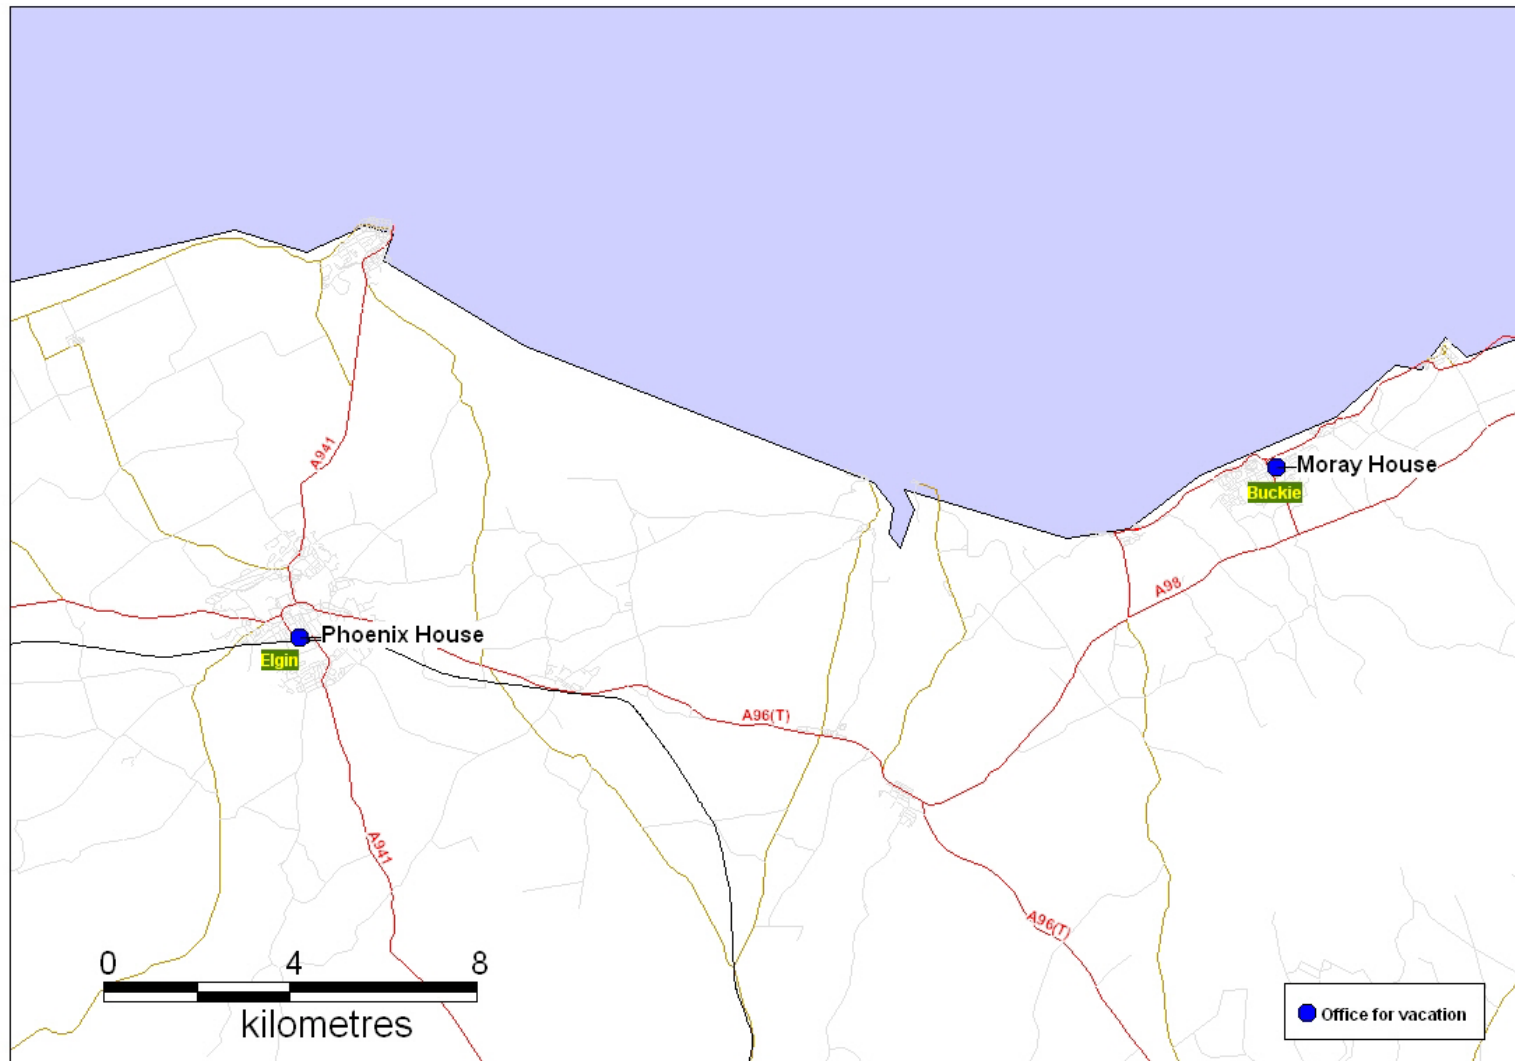 A941
Moray House
Buckie
A98
Phoenix House
Elgin
A96(T)
A941
A96(T)
0 4 8
kilometres
Office for vacation